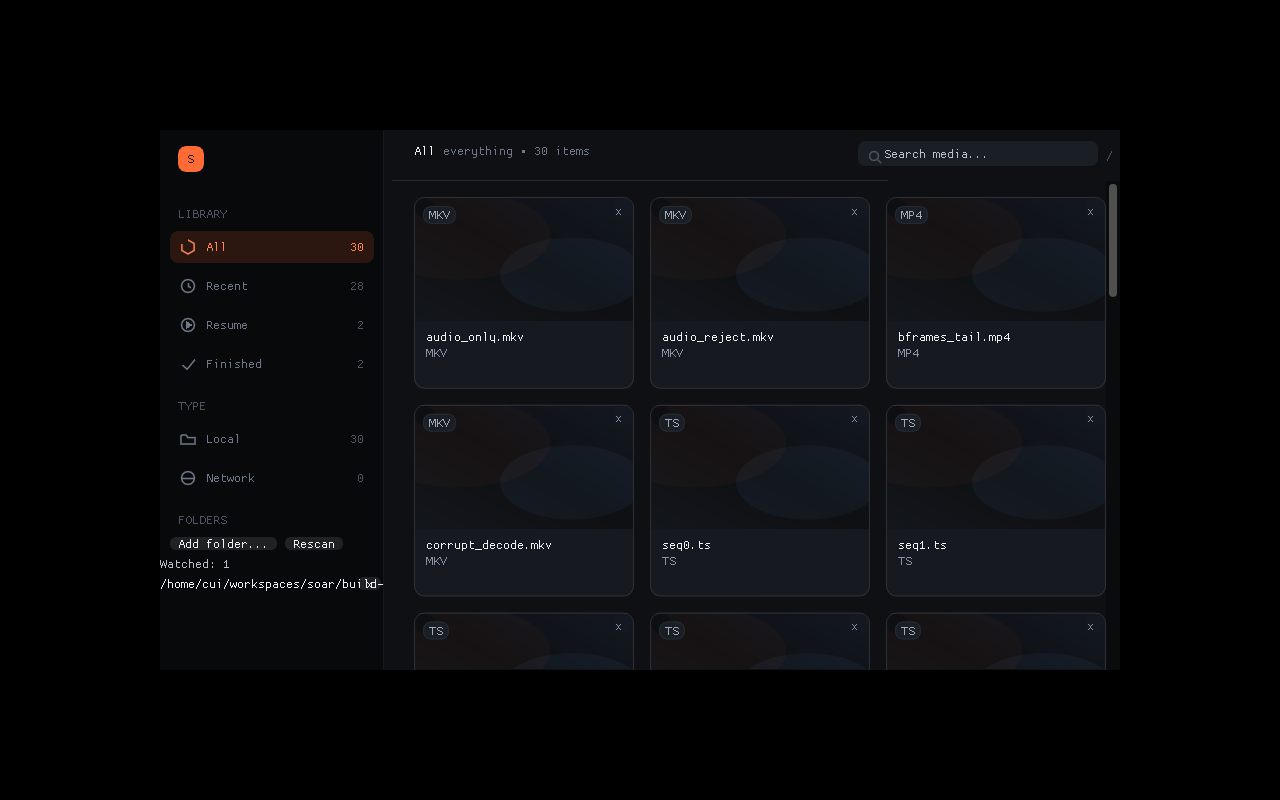 S
LIBRARY
All 30
Recent 28
Resume 2
Finished 2
TYPE
Local 30
Network 0
FOLDERS
Add folder... Rescan
Watched: 1
/home/cui/workspaces/soar/build-
All everything • 30 items
Search media... /
MKV x
audio_only.mkv
MKV
MKV x
audio_reject.mkv
MKV
MP4 x
bframes_tail.mp4
MP4
MKV x
corrupt_decode.mkv
MKV
TS x
seq0.ts
TS
TS x
seq1.ts
TS
TS x
TS x
TS x